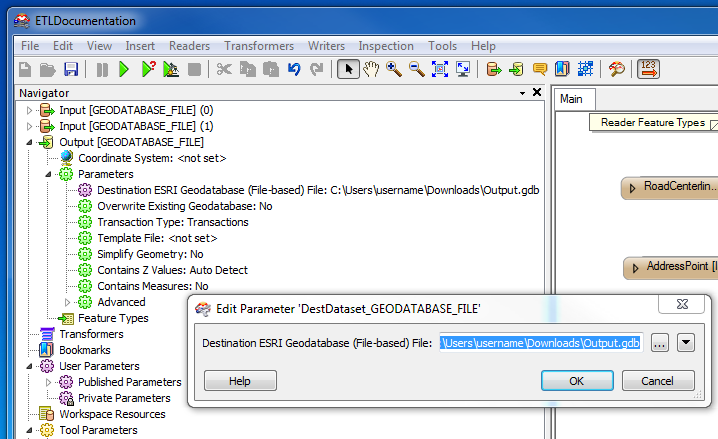 ETLDocumentation
File Edit View Insert Readers Transformers Writers Inspection Tools Help
123
Navigator
Main
Input [GEODATABASE_FILE] (0)
Input [GEODATABASE_FILE] (1)
Output [GEODATABASE_FILE]
Coordinate System: <not set>
Parameters
Destination ESRI Geodatabase (File-based) File: C:\Users\username\Downloads\Output.gdb
Overwrite Existing Geodatabase: No
Transaction Type: Transactions
Template File: <not set>
Simplify Geometry: No
Contains Z Values: Auto Detect
Contains Measures: No
Advanced
Feature Types
Transformers
Bookmarks
User Parameters
Published Parameters
Private Parameters
Workspace Resources
Tool Parameters
Reader Feature Types
RoadCenterlin...
AddressPoint [I
Edit Parameter 'DestDataset_GEODATABASE_FILE'
Destination ESRI Geodatabase (File-based) File: :\Users\username\Downloads\Output.gdb ...
Help OK Cancel